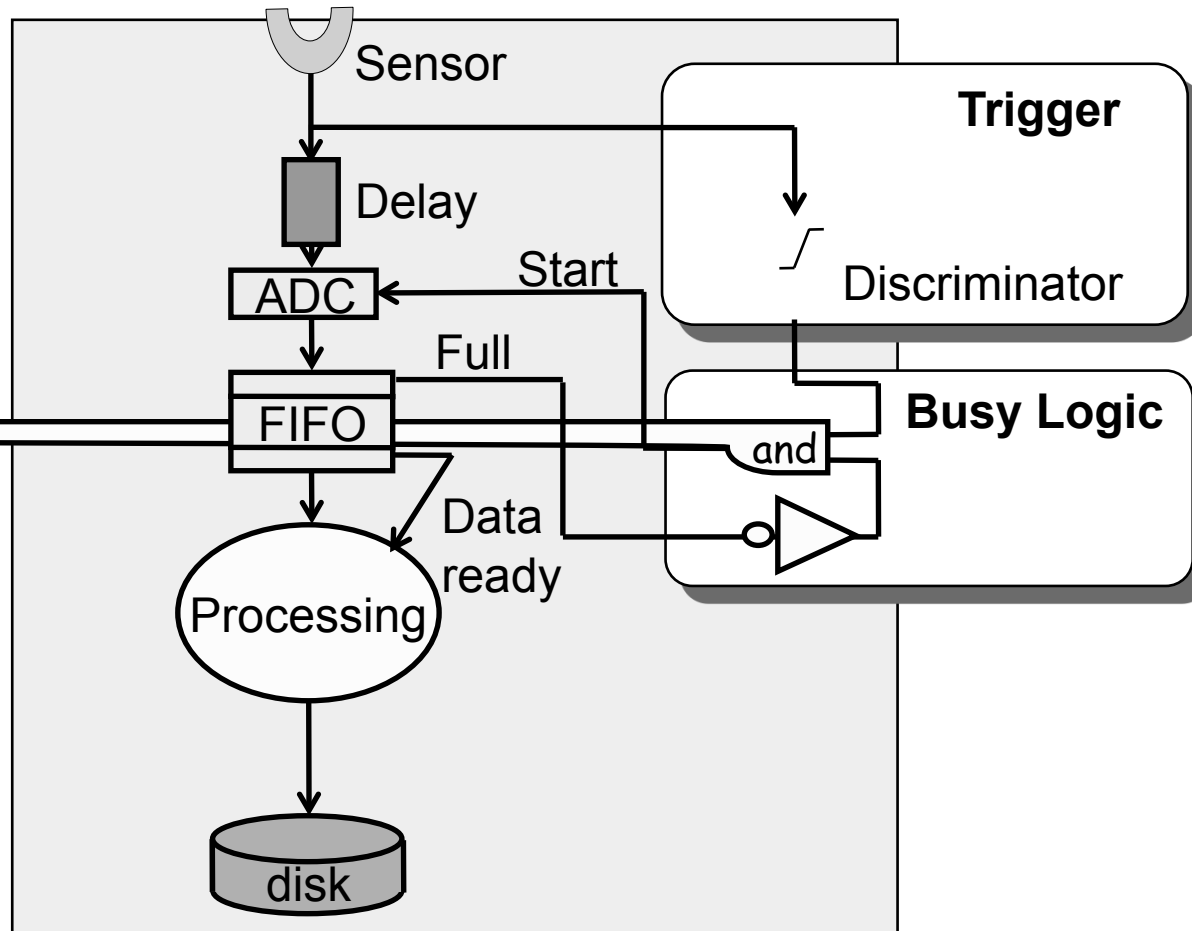 Sensor
Trigger
Delay
Start
ADC
Discriminator
Full
FIFO
Busy Logic
and
Data
ready
Processing
disk